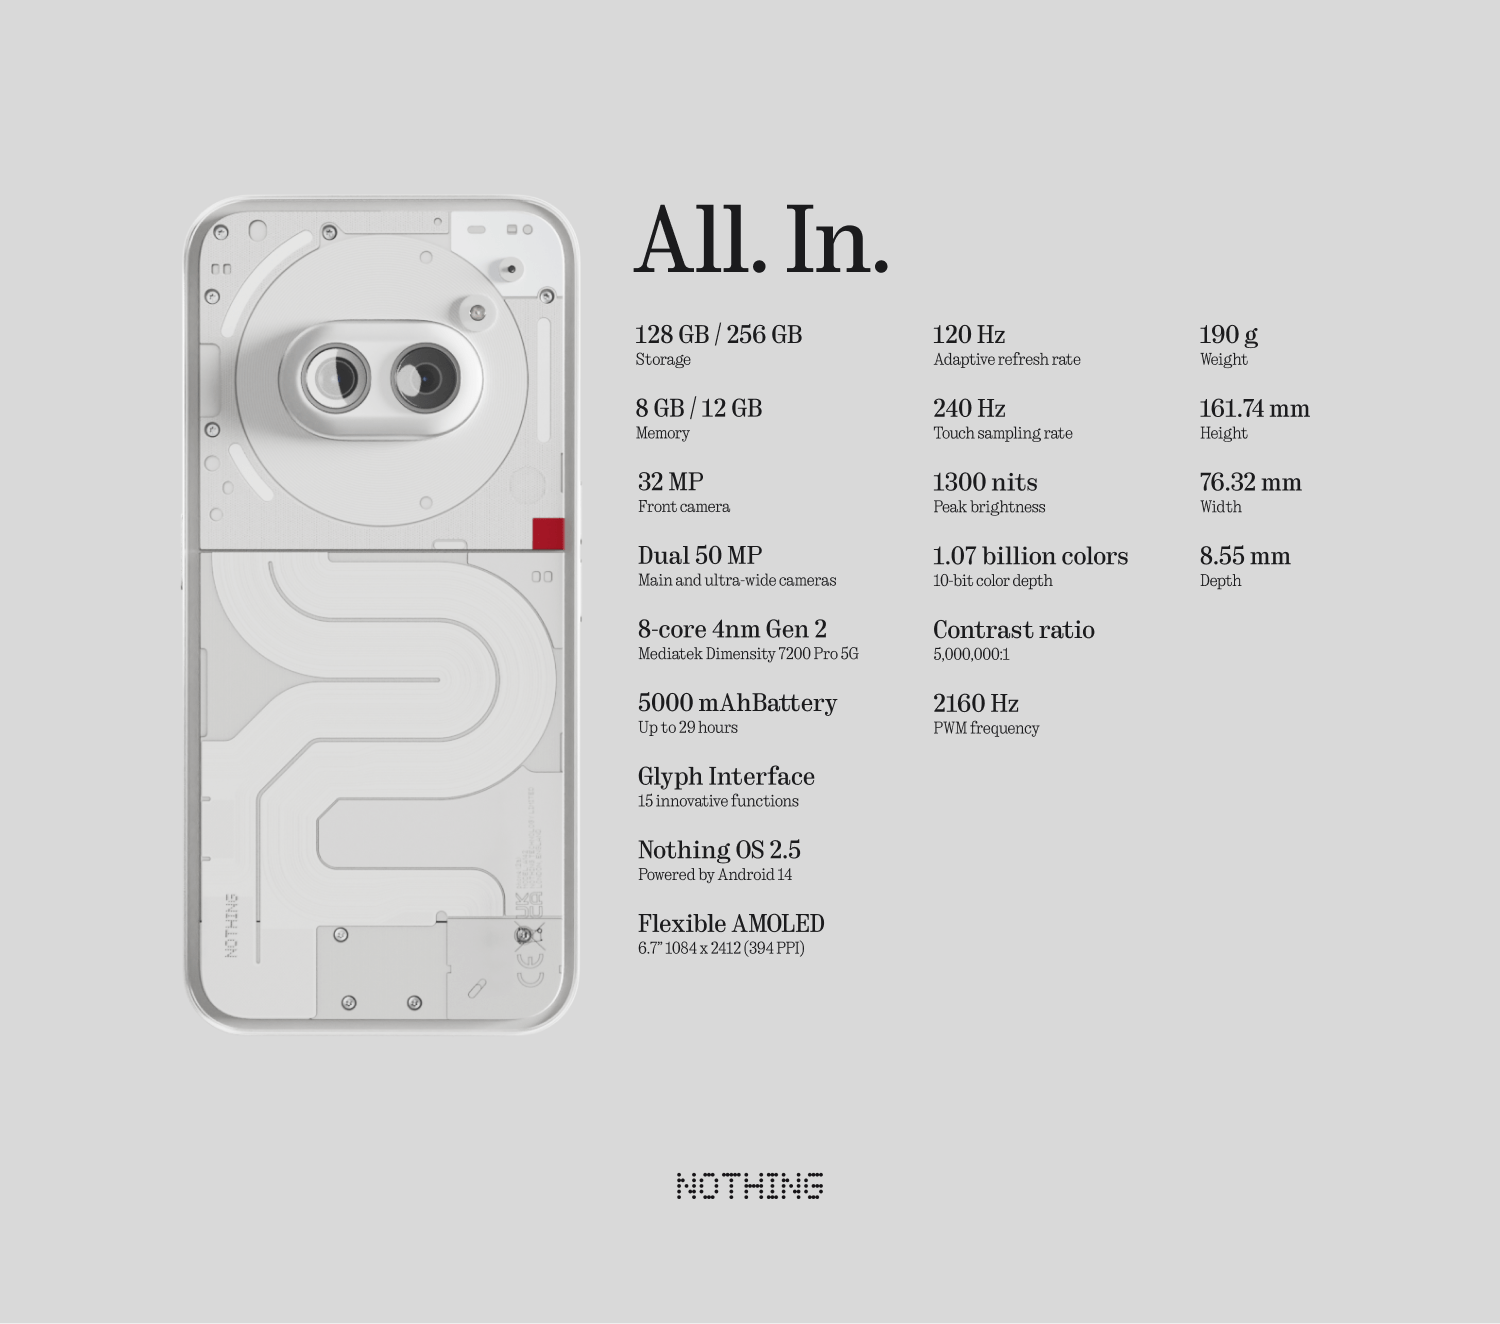 All. In.
128 GB / 256 GB
Storage
8 GB / 12 GB
Memory
32 MP
Front camera
Dual 50 MP
Main and ultra-wide cameras
8-core 4nm Gen 2
Mediatek Dimensity 7200 Pro 5G
5000 mAhBattery
Up to 29 hours
Glyph Interface
15 innovative functions
Nothing OS 2.5
Powered by Android 14
Flexible AMOLED
6.7” 1084 x 2412 (394 PPI)
120 Hz
Adaptive refresh rate
240 Hz
Touch sampling rate
1300 nits
Peak brightness
1.07 billion colors
10-bit color depth
Contrast ratio
5,000,000:1
2160 Hz
PWM frequency
190 g
Weight
161.74 mm
Height
76.32 mm
Width
8.55 mm
Depth
NOTHING
CE
NOTHING